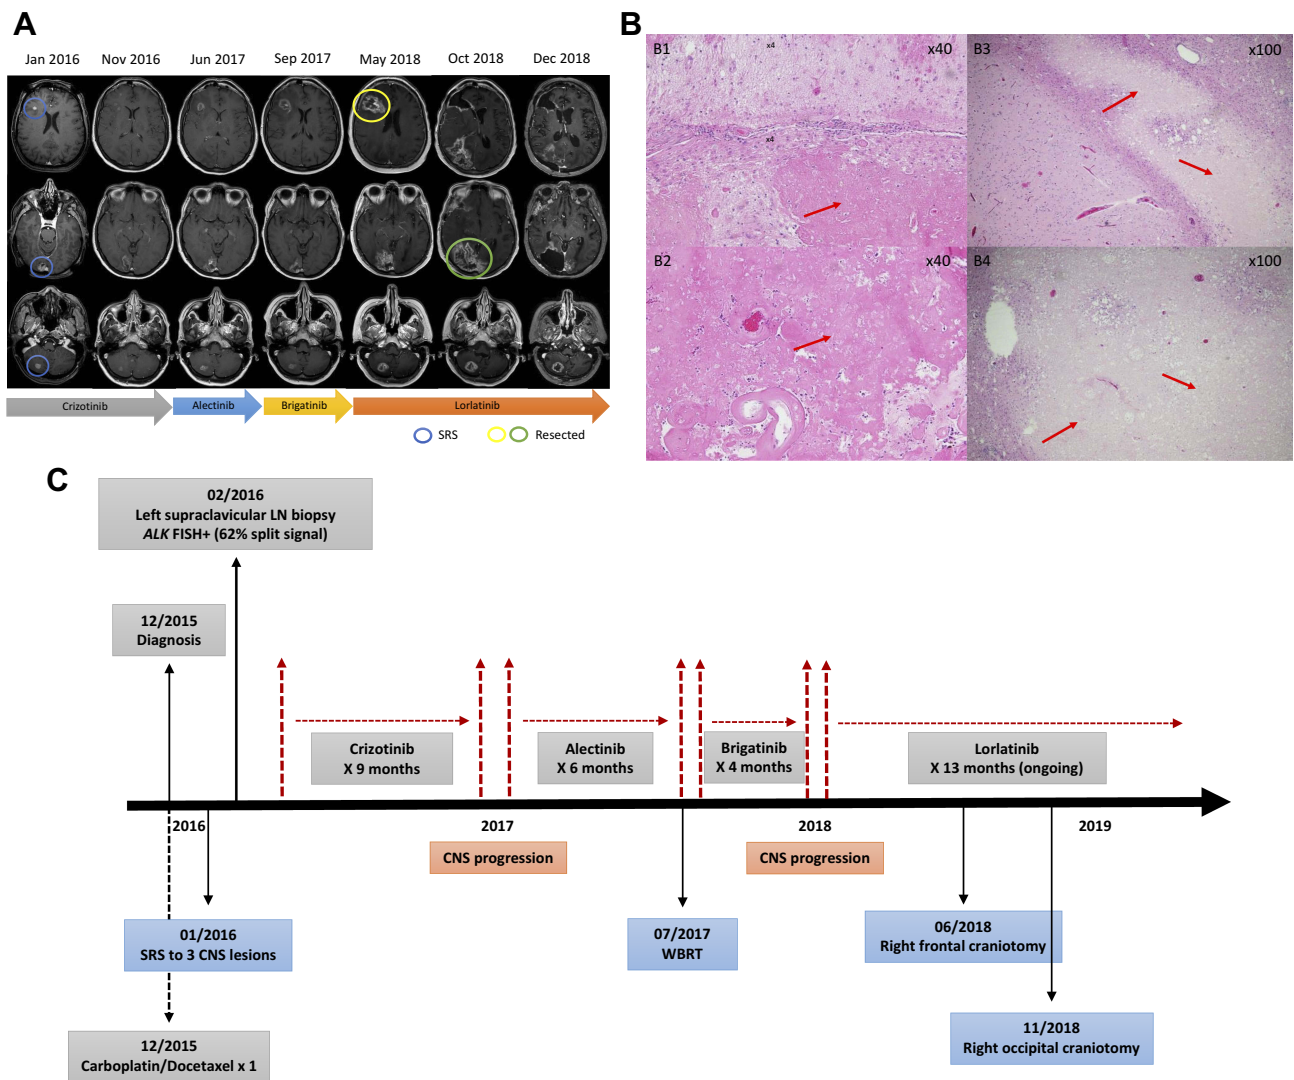 A
Jan 2016 Nov 2016 Jun 2017 Sep 2017 May 2018 Oct 2018 Dec 2018
Crizotinib Alectinib Brigatinib Lorlatinib
SRS Resected
B
B1 x4 x40
x4
B2 x40
B3 x100
B4 x100
C
02/2016
Left supraclavicular LN biopsy
ALK FISH+ (62% split signal)
12/2015
Diagnosis
Crizotinib
X 9 months
Alectinib
X 6 months
Brigatinib
X 4 months
Lorlatinib
X 13 months (ongoing)
2016 2017 2018 2019
CNS progression
CNS progression
01/2016
SRS to 3 CNS lesions
07/2017
WBRT
06/2018
Right frontal craniotomy
11/2018
Right occipital craniotomy
12/2015
Carboplatin/Docetaxel x 1